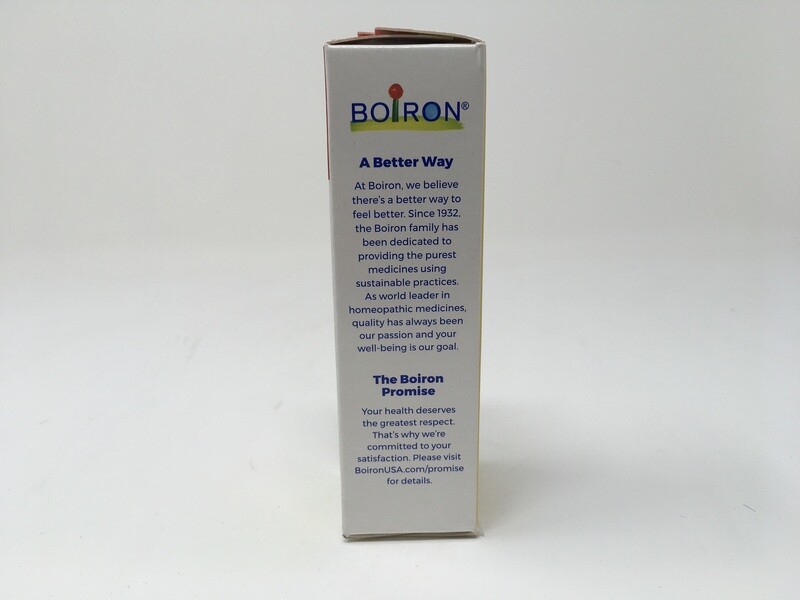 BOIRON®
A Better Way
At Boiron, we believe
there's a better way to
feel better. Since 1932,
the Boiron family has
been dedicated to
providing the purest
medicines using
sustainable practices.
As world leader in
homeopathic medicines,
quality has always been
our passion and your
well-being is our goal.
The Boiron
Promise
Your health deserves
the greatest respect.
That's why we're
committed to your
satisfaction. Please visit
BoironUSA.com/promise
for details.